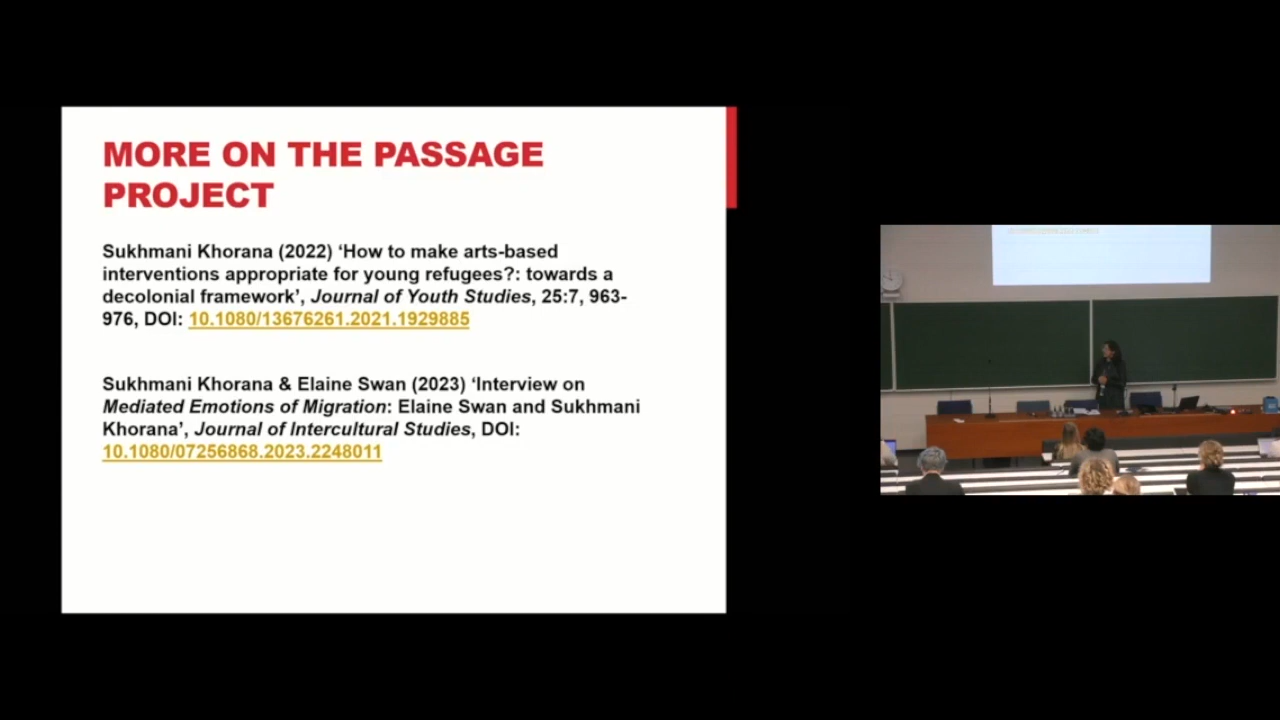 MORE ON THE PASSAGE
PROJECT
Sukhmani Khorana (2022) ‘How to make arts-based
interventions appropriate for young refugees?: towards a
decolonial framework’, Journal of Youth Studies, 25:7, 963-
976, DOI: 10.1080/13676261.2021.1929885
Sukhmani Khorana & Elaine Swan (2023) ‘Interview on
Mediated Emotions of Migration: Elaine Swan and Sukhmani
Khorana’, Journal of Intercultural Studies, DOI:
10.1080/07256868.2023.2248011